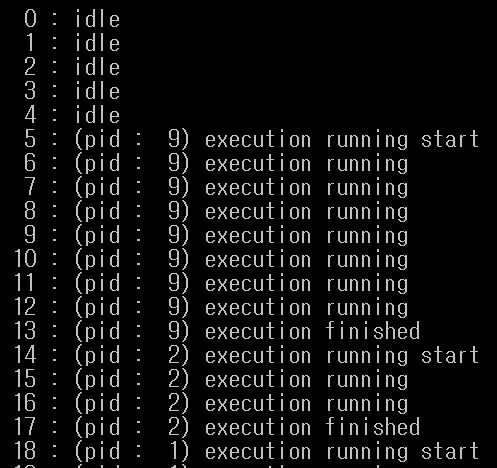 0 : idle
1 : idle
2 : idle
3 : idle
4 : idle
5 : (pid :  9) execution running start
6 : (pid :  9) execution running
7 : (pid :  9) execution running
8 : (pid :  9) execution running
9 : (pid :  9) execution running
10 : (pid :  9) execution running
11 : (pid :  9) execution running
12 : (pid :  9) execution running
13 : (pid :  9) execution finished
14 : (pid :  2) execution running start
15 : (pid :  2) execution running
16 : (pid :  2) execution running
17 : (pid :  2) execution finished
18 : (pid :  1) execution running start